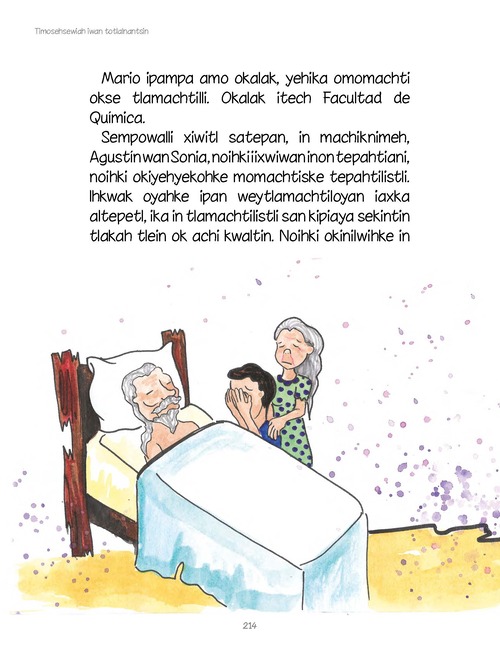 Timosehsewiah iwan totlalnantsin
Mario ipampa amo okalak, yehika omomachti
okse tlamachtilli. Okalak itech Facultad de
Química.
Sempowalli xiwitl satepan, in machiknimeh,
Agustín wan Sonia, noihki iixwiwan inon tepahtiani,
noihki okiyehyekohke momachtiske tepahtilistli.
Ihkwak oyahke ipan weytlamachtiloyan iaxka
altepetl, ika in tlamachtilistli san kipiaya sekintin
tlakah tlein ok achi kwaltin. Noihki okinilwihke in
214